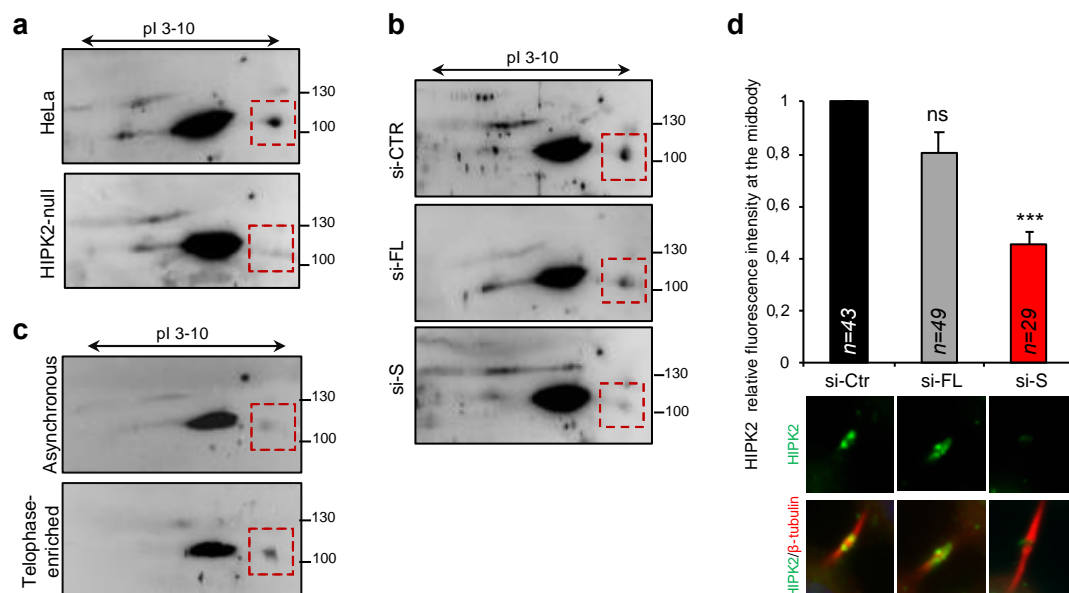 a
pI 3-10
HeLa
130
100
HIPK2-null
130
100
b
pI 3-10
si-CTR
130
100
si-FL
130
100
si-S
130
100
c
pI 3-10
Asynchronous
130
100
Telophase-
enriched
130
100
d
HIPK2 relative fluorescence intensity at the midbody
1
0,8
0,6
0,4
0,2
0
ns
***
n=43
n=49
n=29
si-Ctr
si-FL
si-S
HIPK2
HIPK2/β-tubulin